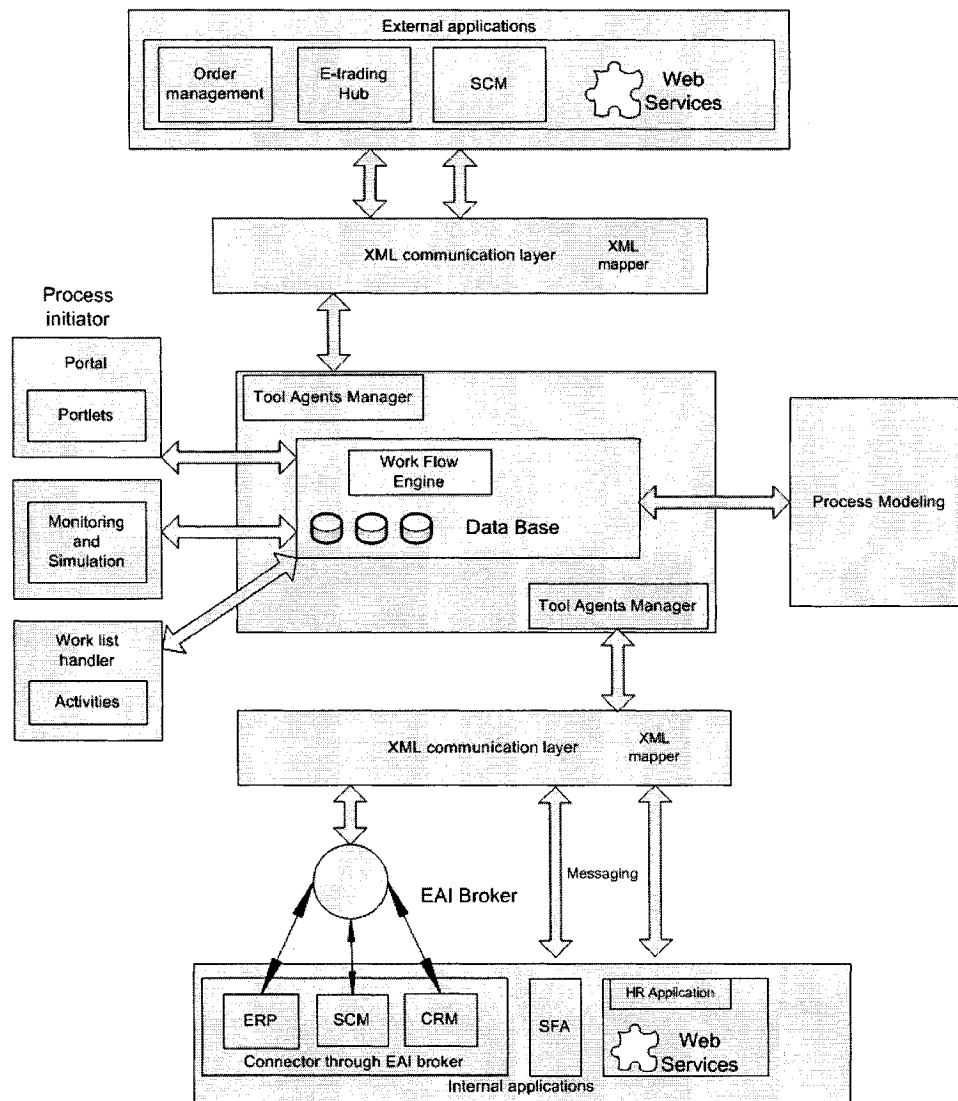 External applications
Order
management
E-trading
Hub
SCM
Web
Services
XML communication layer
XML
mapper
Process
initiator
Portal
Portlets
Tool Agents Manager
Work Flow
Engine
Data Base
Process Modeling
Monitoring
and
Simulation
Tool Agents Manager
Work list
handler
Activities
XML communication layer
XML
mapper
Messaging
EAI Broker
ERP
SCM
CRM
Connector through EAI broker
SFA
HR Application
Web
Services
Internal applications